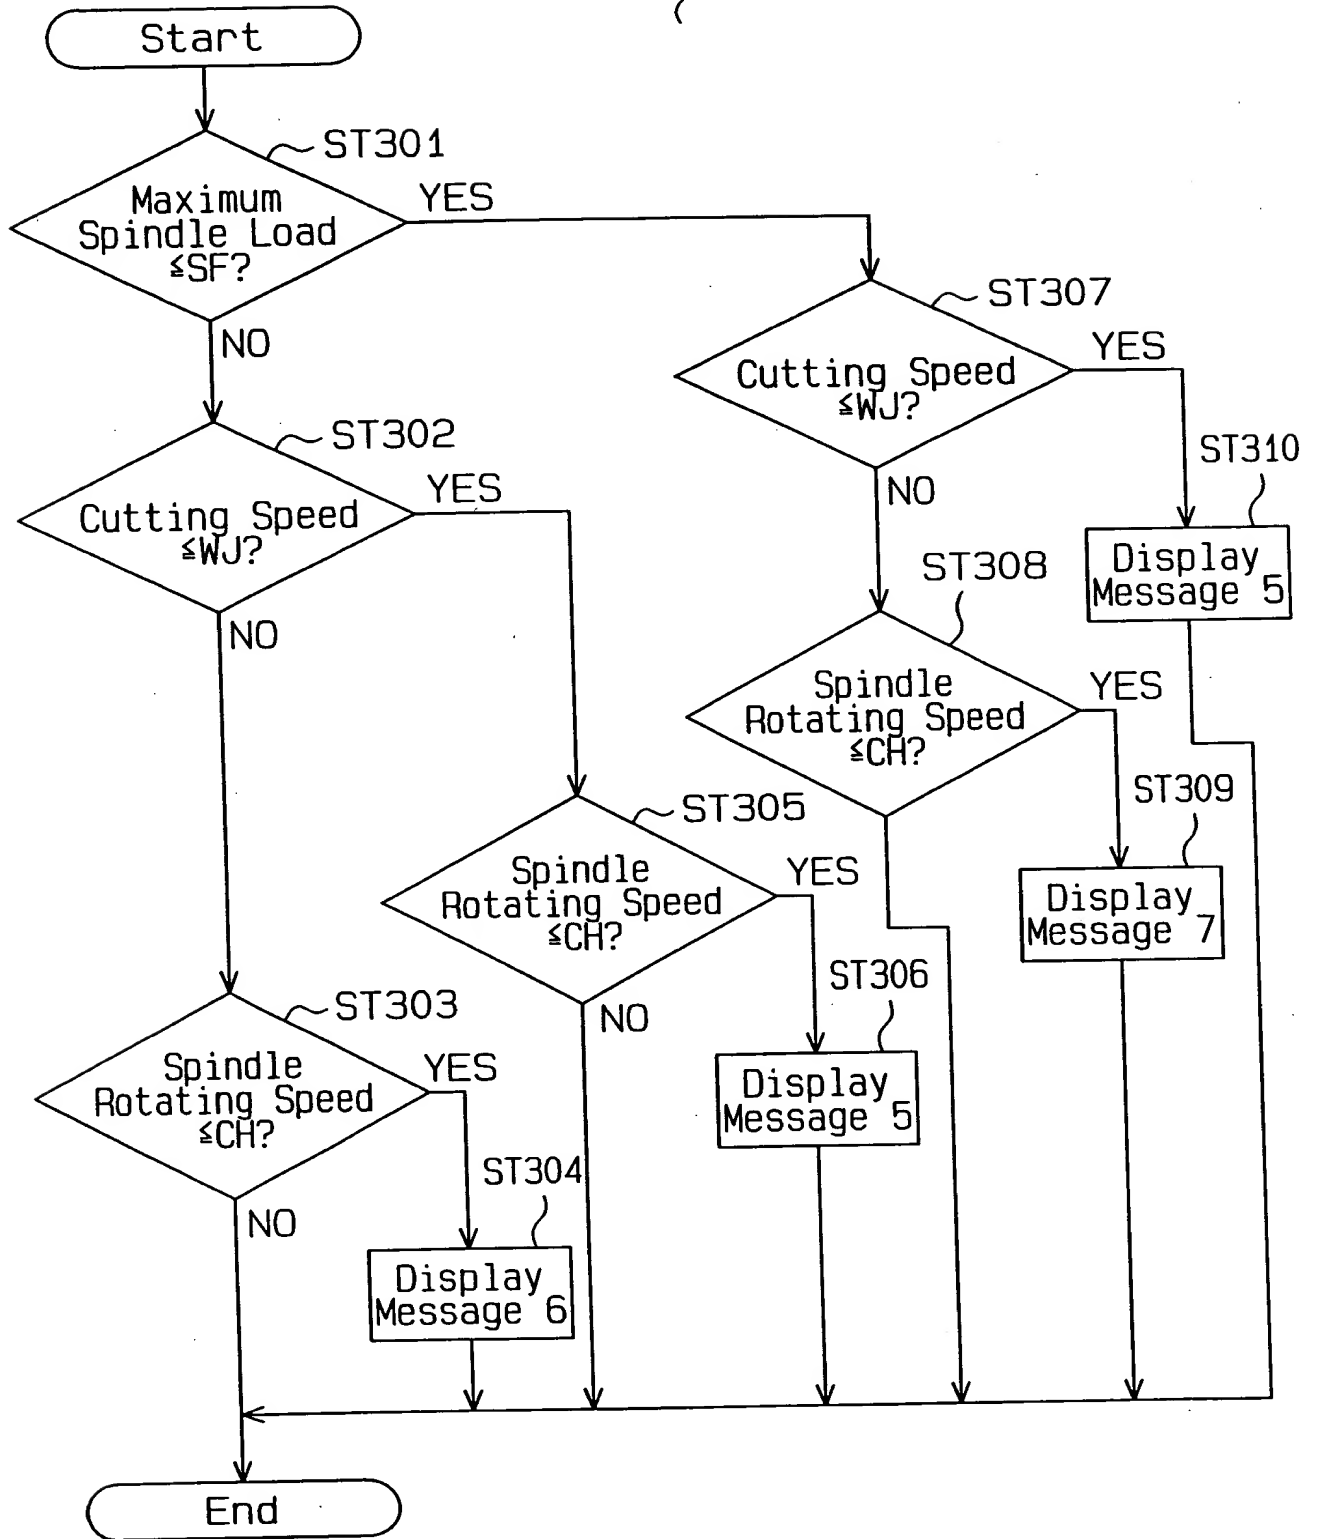 Start
ST301
Maximum
Spindle Load
≦SF?
YES
NO
ST307
Cutting Speed
≦WJ?
YES
NO
ST302
Cutting Speed
≦WJ?
YES
NO
ST310
Display
Message 5
ST308
Spindle
Rotating Speed
≦CH?
YES
ST309
Display
Message 7
ST305
Spindle
Rotating Speed
≦CH?
YES
NO
ST306
Display
Message 5
ST303
Spindle
Rotating Speed
≦CH?
YES
NO
ST304
Display
Message 6
End